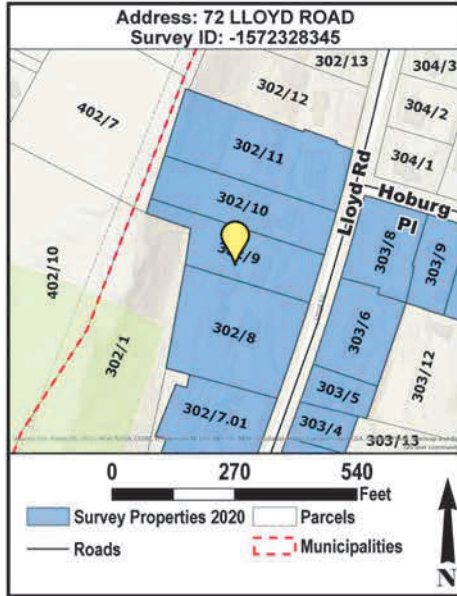 Address: 72 LLOYD ROAD
Survey ID: -1572328345
302/13
304/3
402/7
302/12
304/2
302/11
304/1
Lloyd Rd
Hoburg Pl
302/10
303/8
303/9
402/10
302/8
303/6
302/1
303/12
303/5
302/7.01
303/4
303/13
0 270 540
Feet
Survey Properties 2020
Parcels
Roads
Municipalities
N